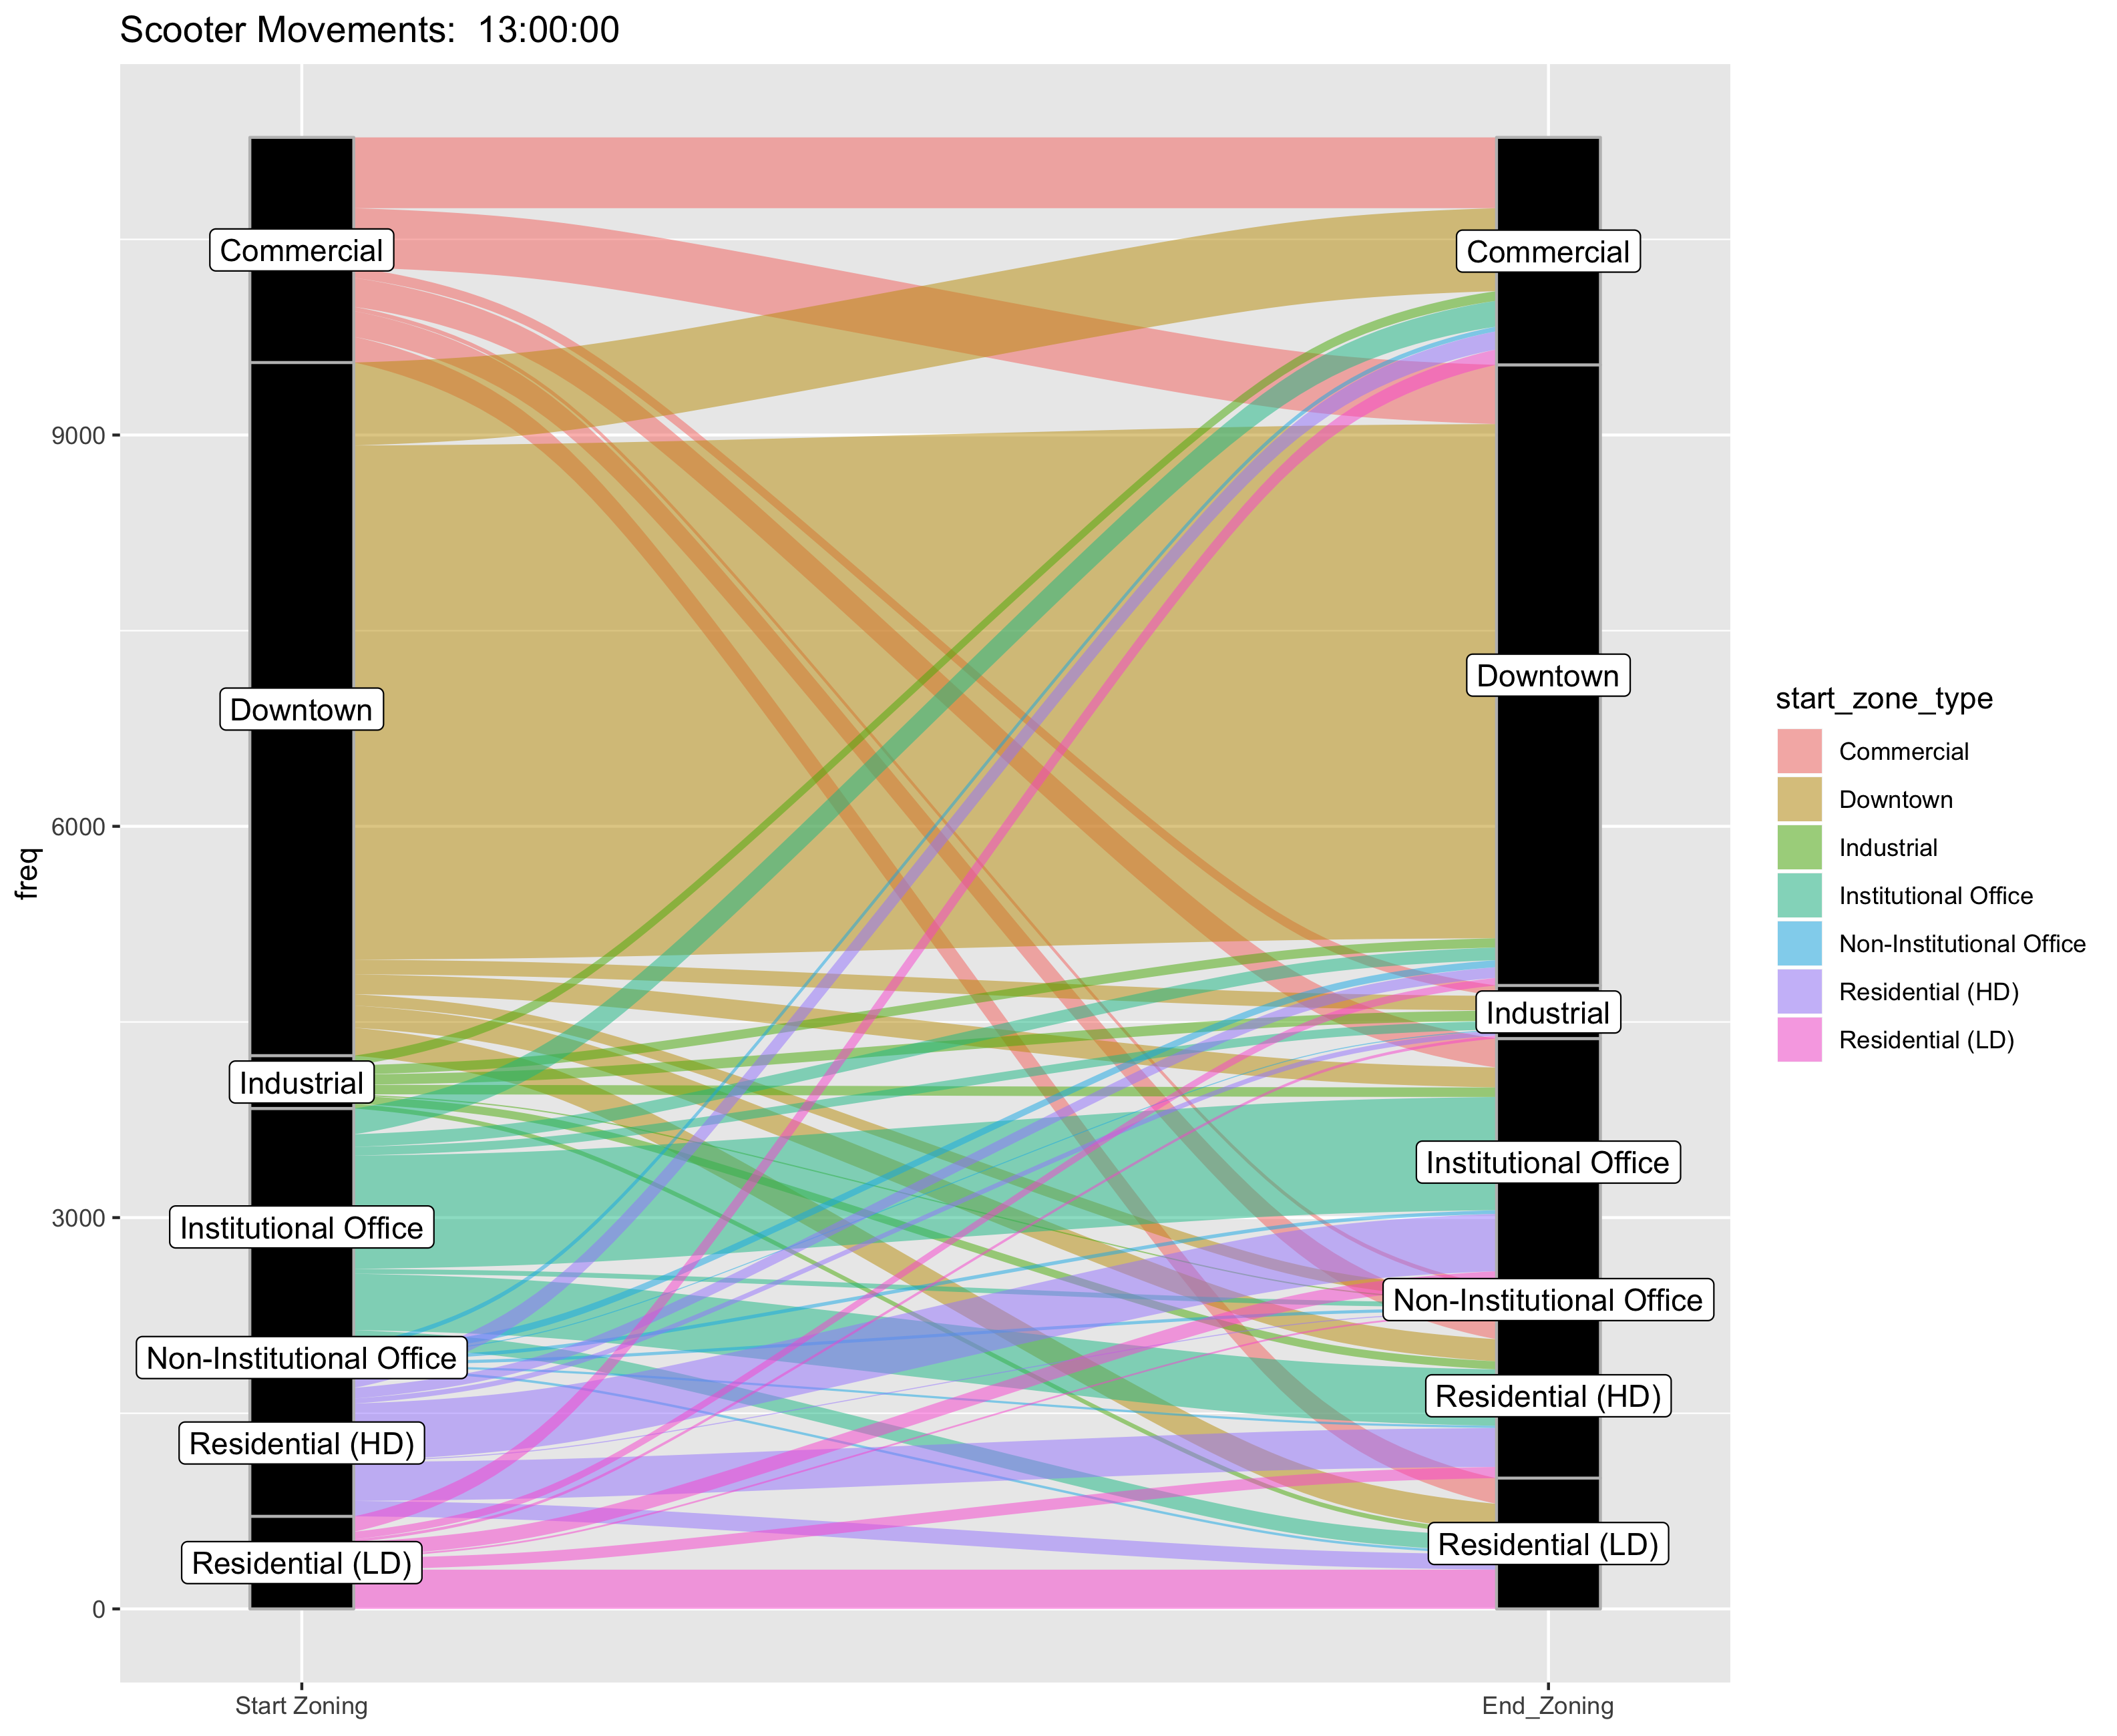 Scooter Movements:  13:00:00
freq
9000
6000
3000
0
Commercial
Downtown
Industrial
Institutional Office
Non-Institutional Office
Residential (HD)
Residential (LD)
Commercial
Downtown
Industrial
Institutional Office
Non-Institutional Office
Residential (HD)
Residential (LD)
Start Zoning
End_Zoning
start_zone_type
Commercial
Downtown
Industrial
Institutional Office
Non-Institutional Office
Residential (HD)
Residential (LD)